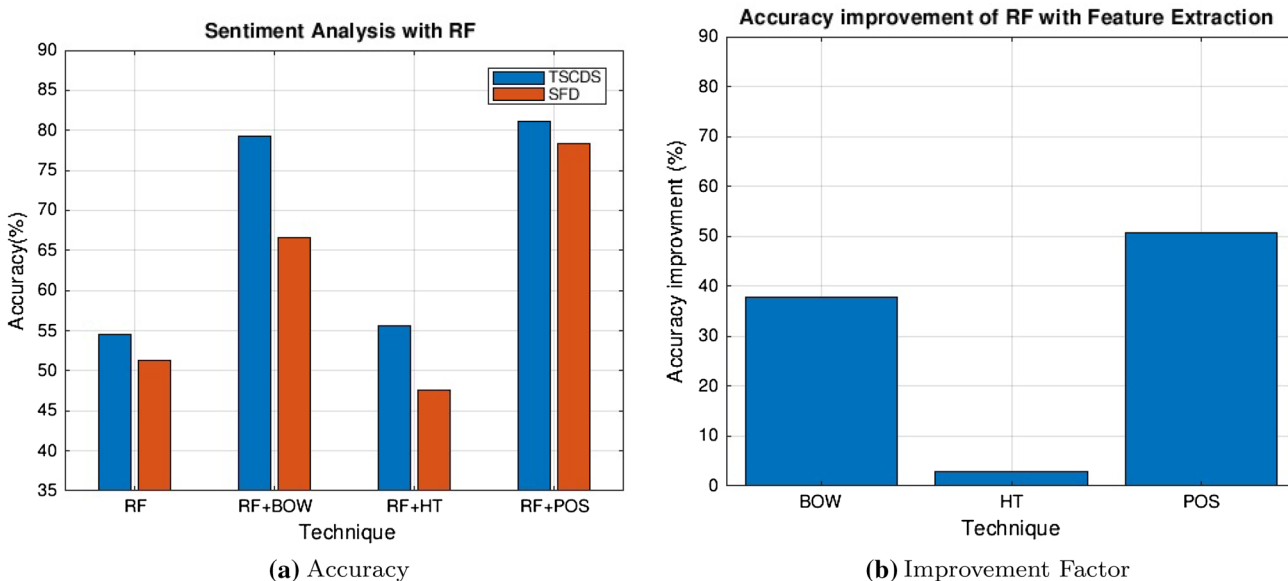 Sentiment Analysis with RF
90
85
80
75
70
65
60
55
50
45
40
35
Accuracy(%)
TSCDS
SFD
RF RF+BOW RF+HT RF+POS
Technique
(a) Accuracy
Accuracy improvement of RF with Feature Extraction
90
80
70
60
50
40
30
20
10
0
Accuracy improvment (%)
BOW HT POS
Technique
(b) Improvement Factor